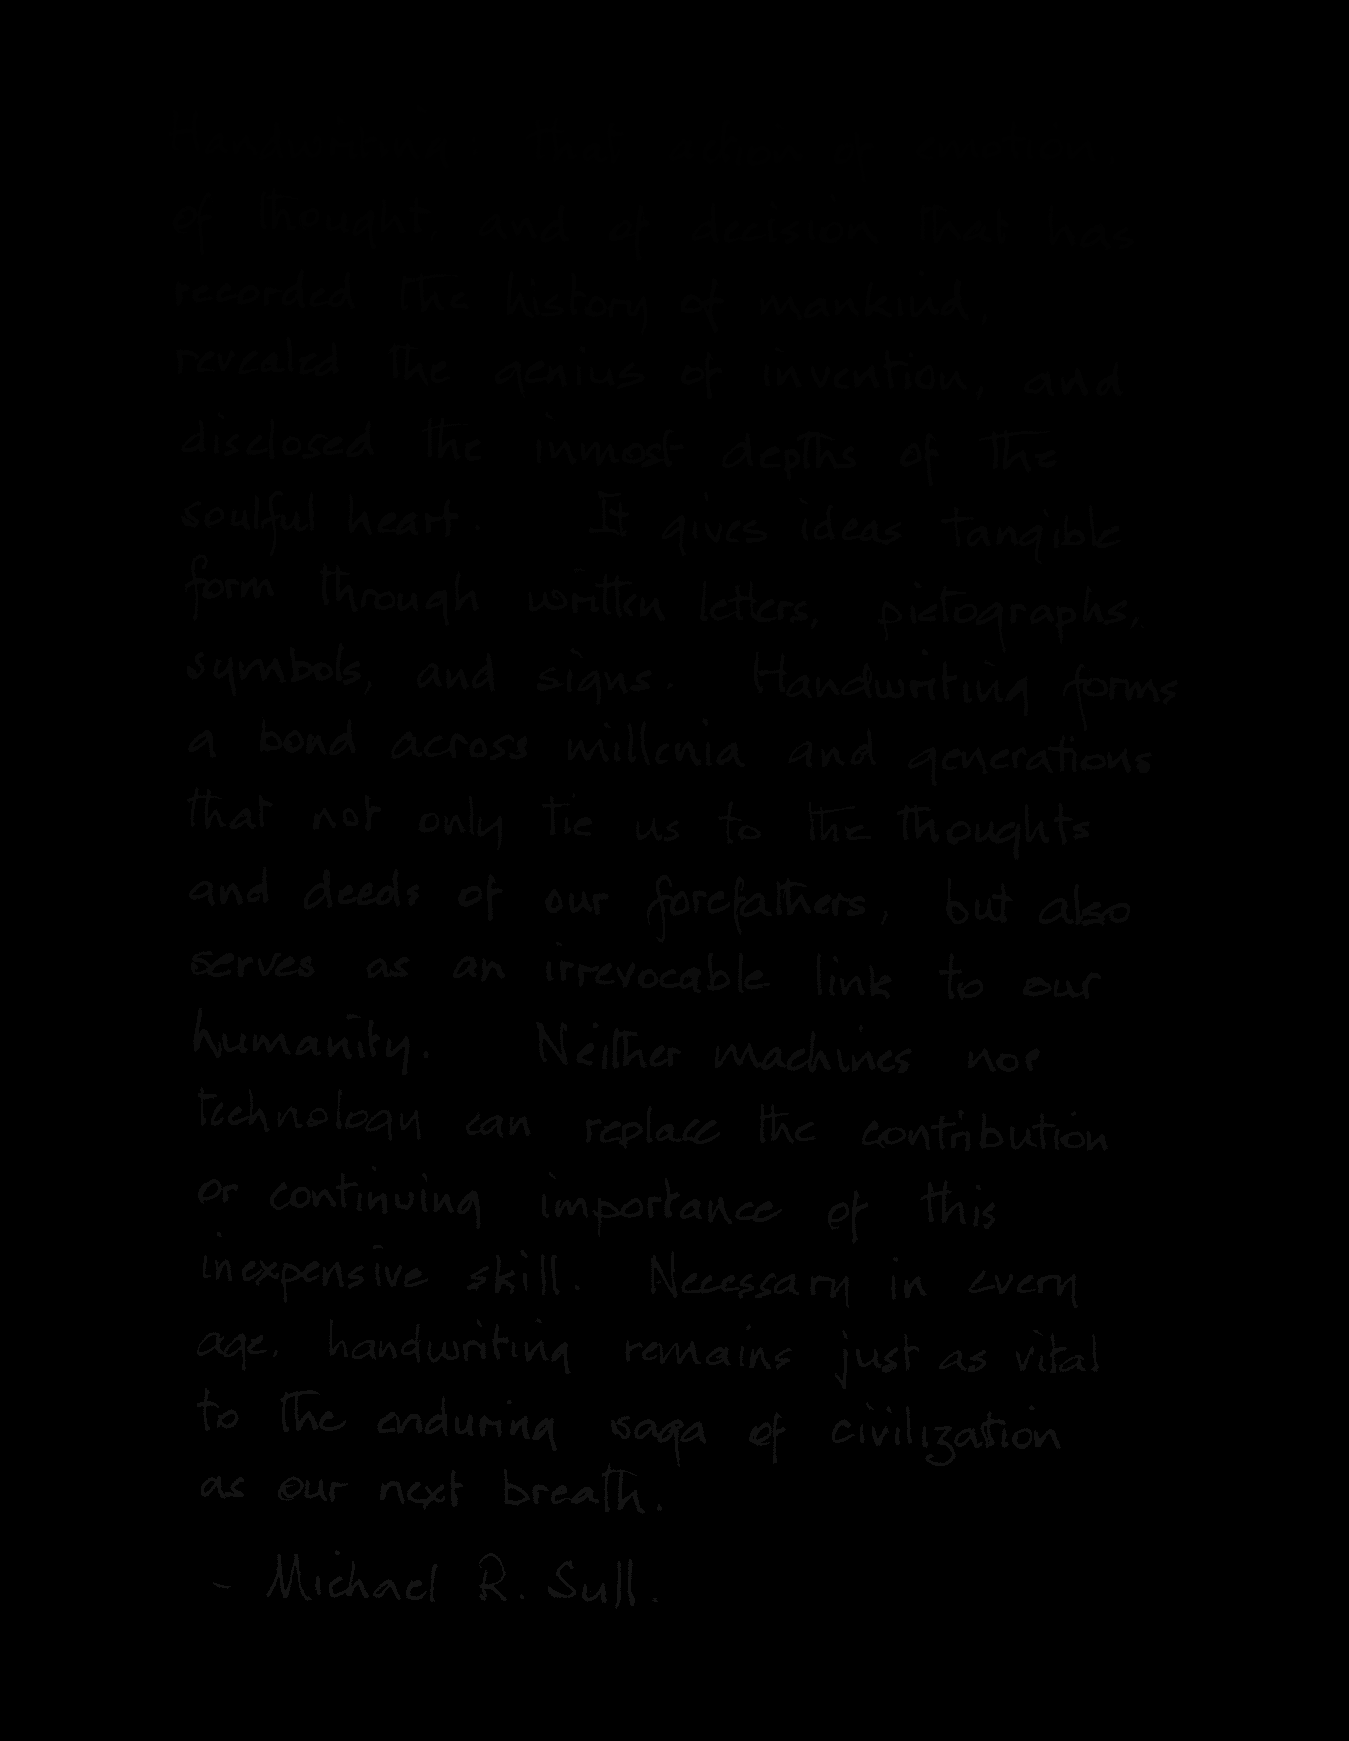 of thought, and of decision that has
recorded the history of mankind,
revealed the genius of invention, and
disclosed the inmost depths of the
soulful heart. It gives ideas tangible
form through written letters, pictographs,
symbols, and signs. Handwriting forms
a bond across millenia and generations
that not only tie us to the thoughts
and deeds of our forefathers, but also
serves as an irrevocable link to our
humanity. Neither machines nor
technology can replace the contribution
or continuing importance of this
inexpensive skill. Necessary in every
age, handwriting remains just as vital
to the enduring saga of civilization
as our next breath.
- Michael R. Sull.